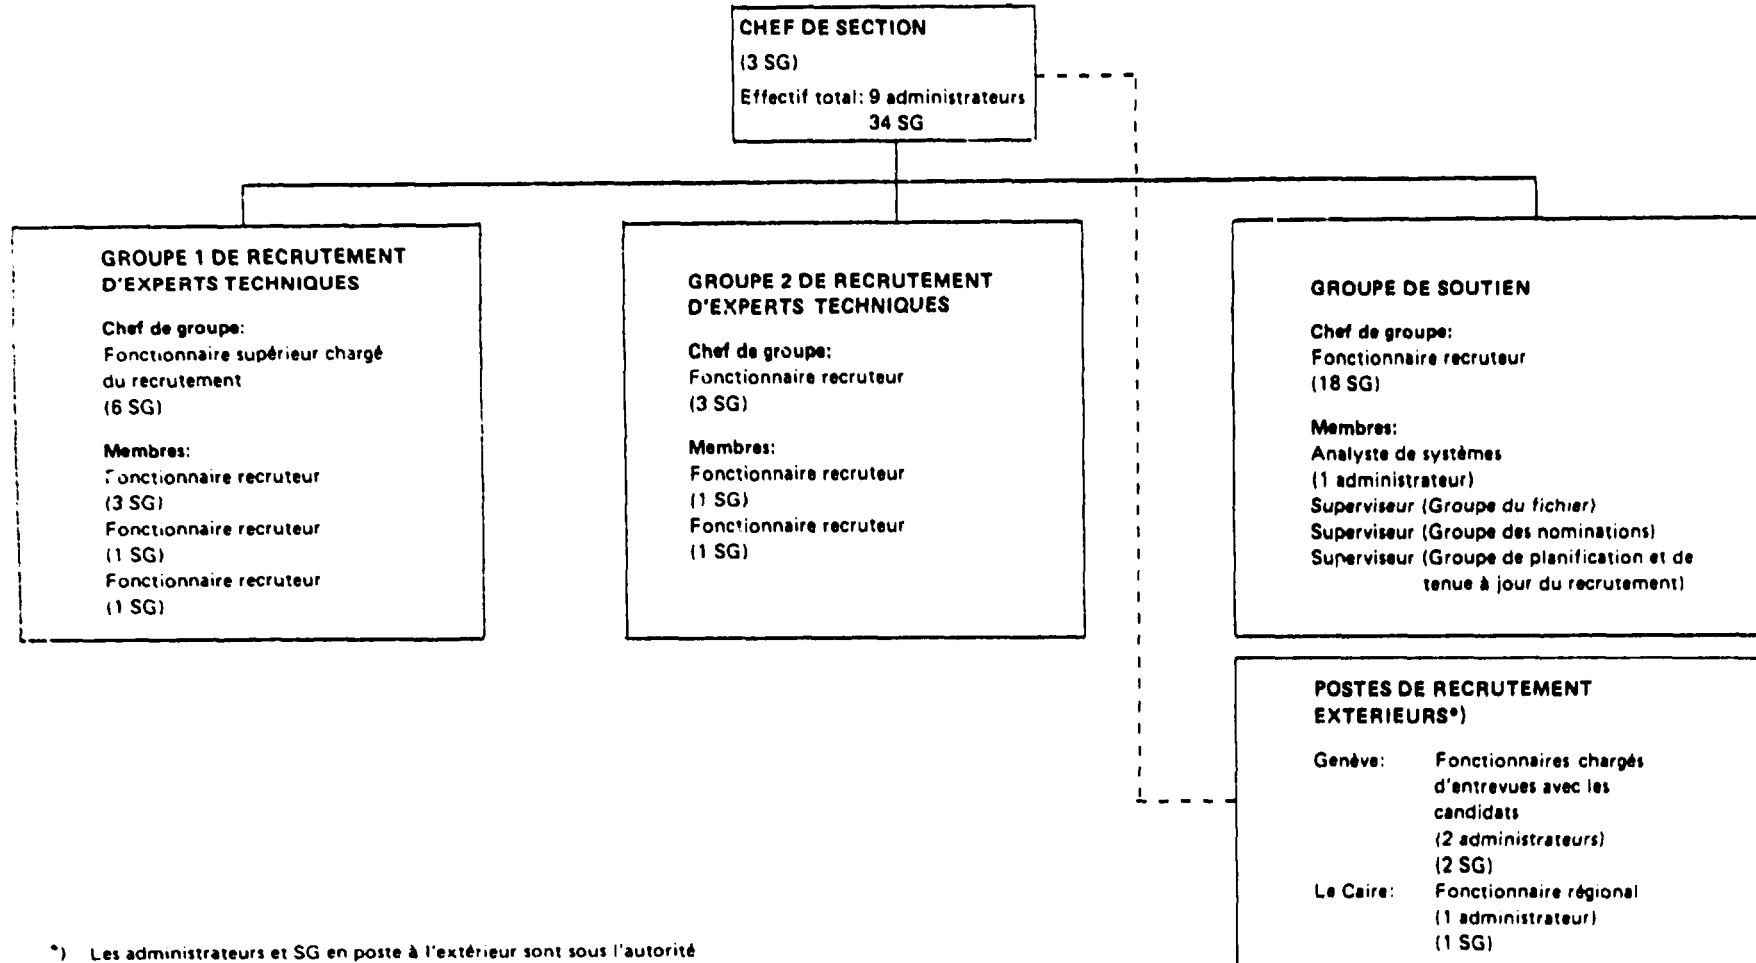 CHEF DE SECTION
(3 SG)
Effectif total: 9 administrateurs
34 SG
GROUPE 1 DE RECRUTEMENT
D'EXPERTS TECHNIQUES
Chef de groupe:
Fonctionnaire supérieur chargé
du recrutement
(6 SG)
Membres:
Fonctionnaire recruteur
(3 SG)
Fonctionnaire recruteur
(1 SG)
Fonctionnaire recruteur
(1 SG)
GROUPE 2 DE RECRUTEMENT
D'EXPERTS TECHNIQUES
Chef de groupe:
Fonctionnaire recruteur
(3 SG)
Membres:
Fonctionnaire recruteur
(1 SG)
Fonctionnaire recruteur
(1 SG)
GROUPE DE SOUTIEN
Chef de groupe:
Fonctionnaire recruteur
(18 SG)
Membres:
Analyste de systèmes
(1 administrateur)
Superviseur (Groupe du fichier)
Superviseur (Groupe des nominations)
Superviseur (Groupe de planification et de
tenue à jour du recrutement)
POSTES DE RECRUTEMENT
EXTERIEURS*)
Genève: Fonctionnaires chargés
d'entrevues avec les
candidats
(2 administrateurs)
(2 SG)
Le Caire: Fonctionnaire régional
(1 administrateur)
(1 SG)
*) Les administrateurs et SG en poste à l'extérieur sont sous l'autorité